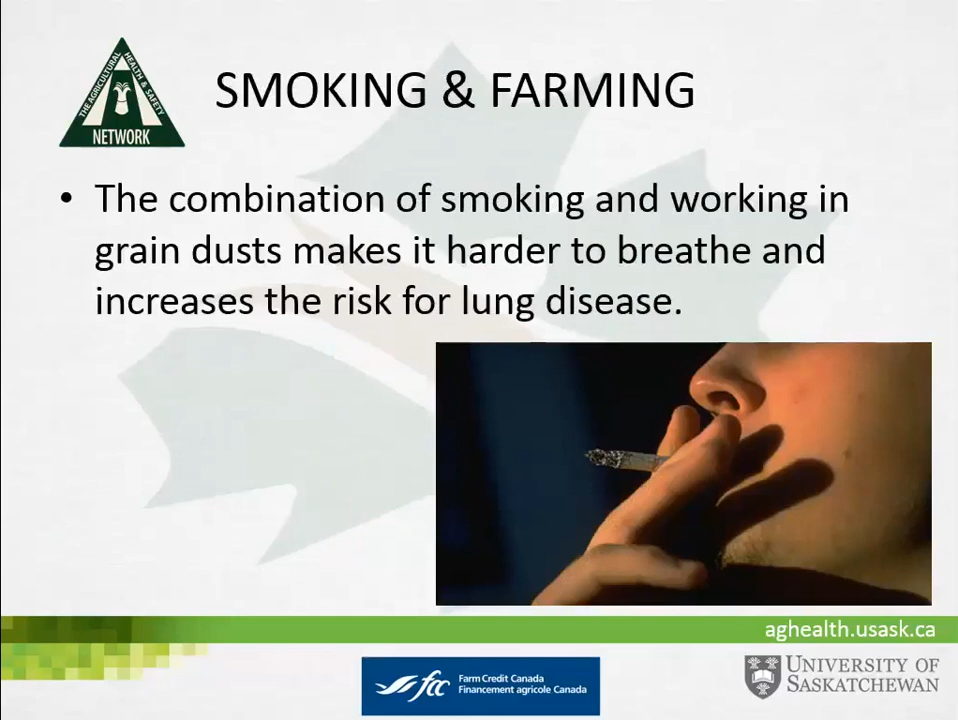 THE AGRICULTURAL HEALTH & SAFETY
NETWORK
SMOKING & FARMING
• The combination of smoking and working in
grain dusts makes it harder to breathe and
increases the risk for lung disease.
aghealth.usask.ca
fcc
Farm Credit Canada
Financement agricole Canada
UNIVERSITY OF
SASKATCHEWAN